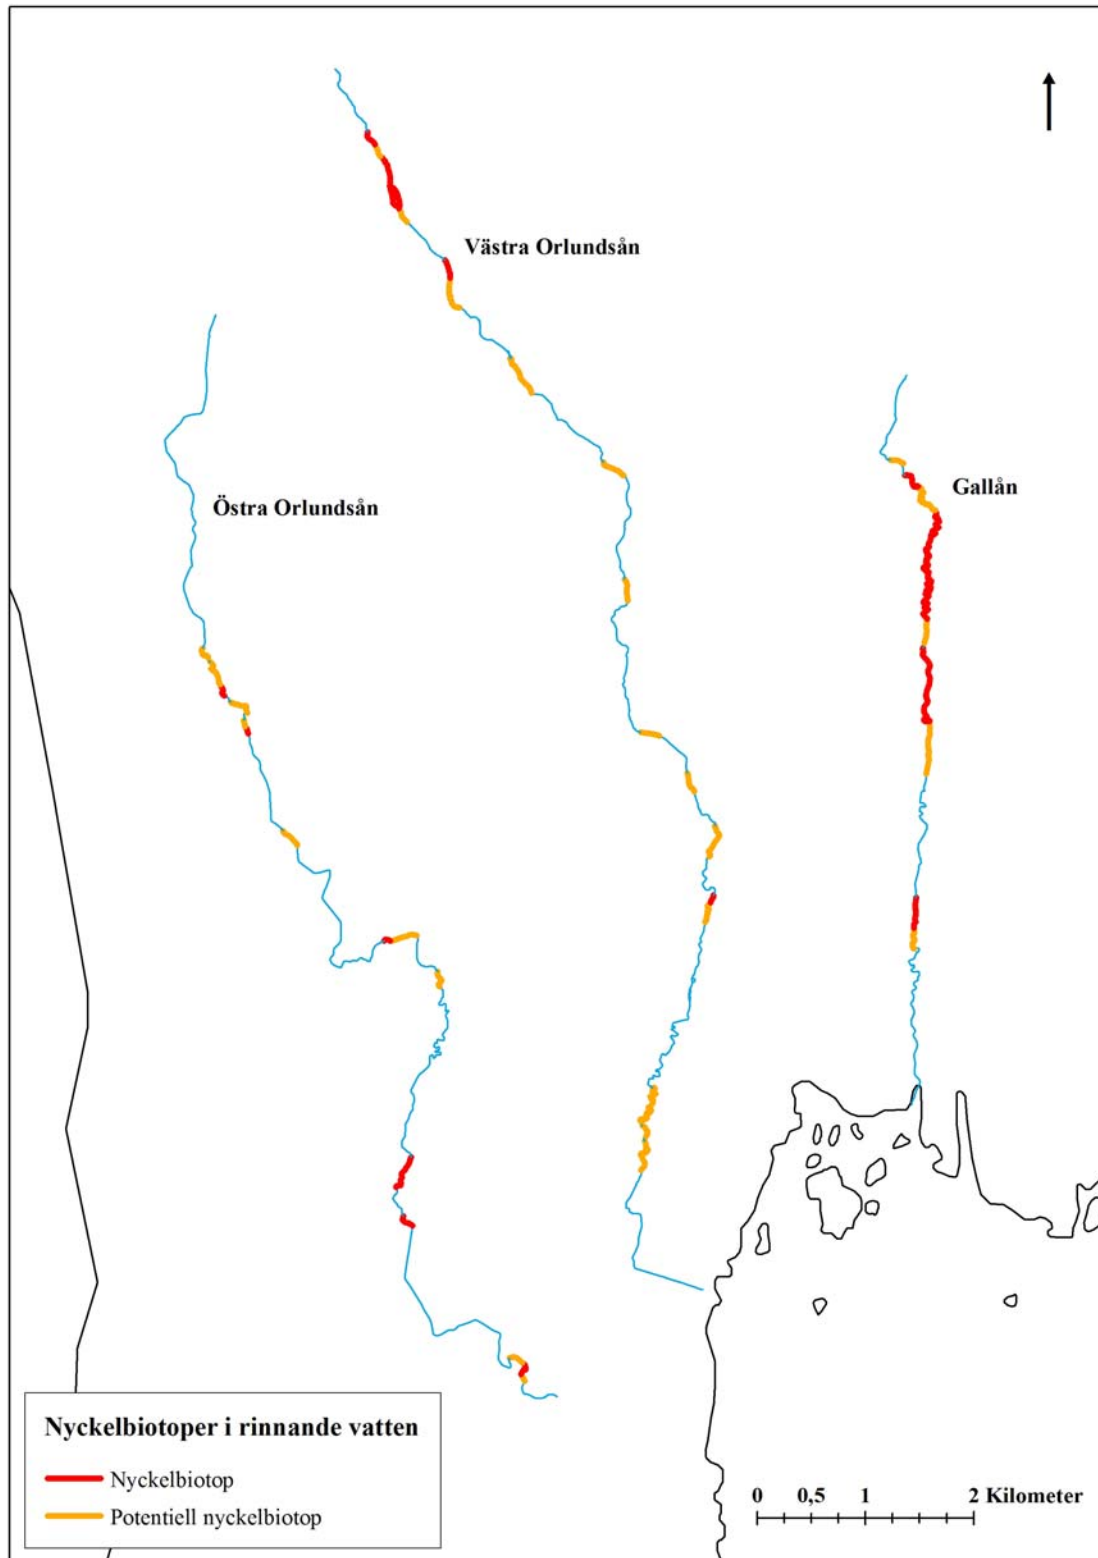 Västra Orlundsån
Gallån
Östra Orlundsån
Nyckelbiotoper i rinnande vatten
Nyckelbiotop
Potentiell nyckelbiotop
0 0,5 1 2 Kilometer